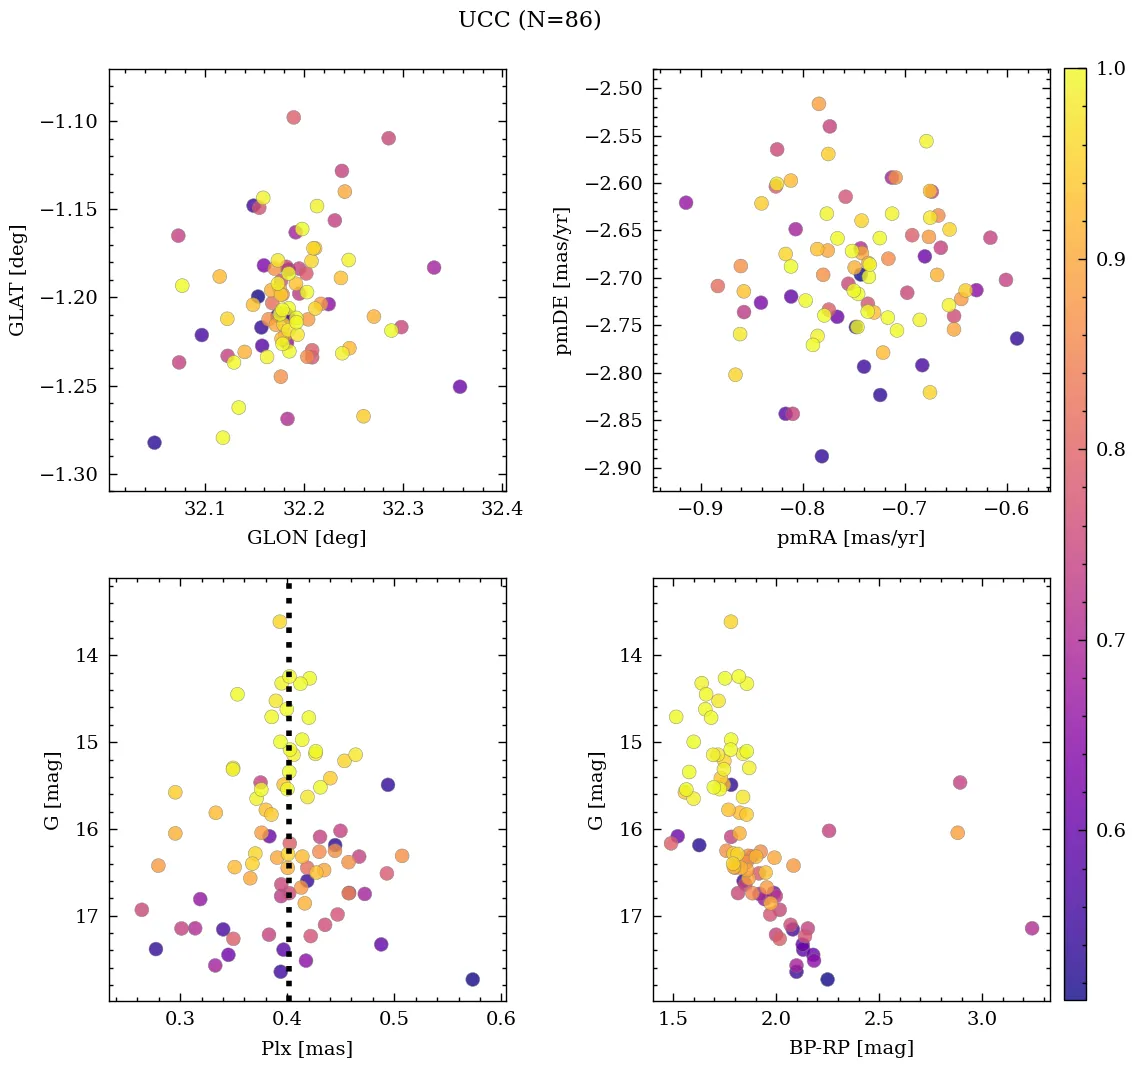 UCC (N=86)
−1.10
−1.15
−1.20
−1.25
−1.30
GLAT [deg]
32.1 32.2 32.3 32.4
GLON [deg]
−2.50
−2.55
−2.60
−2.65
−2.70
−2.75
−2.80
−2.85
−2.90
pmDE [mas/yr]
−0.9 −0.8 −0.7 −0.6
pmRA [mas/yr]
1.0
0.9
0.8
0.7
0.6
14
15
16
17
G [mag]
0.3 0.4 0.5 0.6
Plx [mas]
14
15
16
17
G [mag]
1.5 2.0 2.5 3.0
BP-RP [mag]